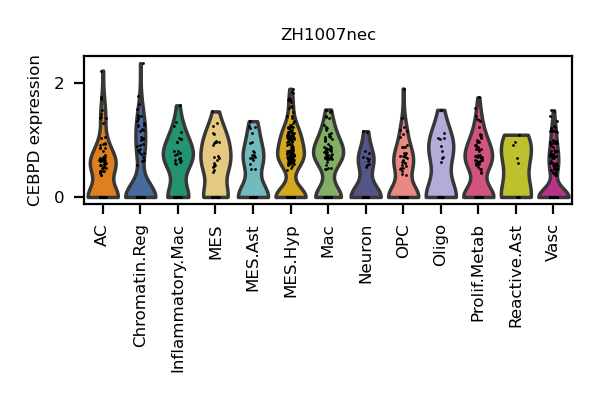 ZH1007nec
CEBPD expression
2
0
AC
Chromatin.Reg
Inflammatory.Mac
MES
MES.Ast
MES.Hyp
Mac
Neuron
OPC
Oligo
Prolif.Metab
Reactive.Ast
Vasc